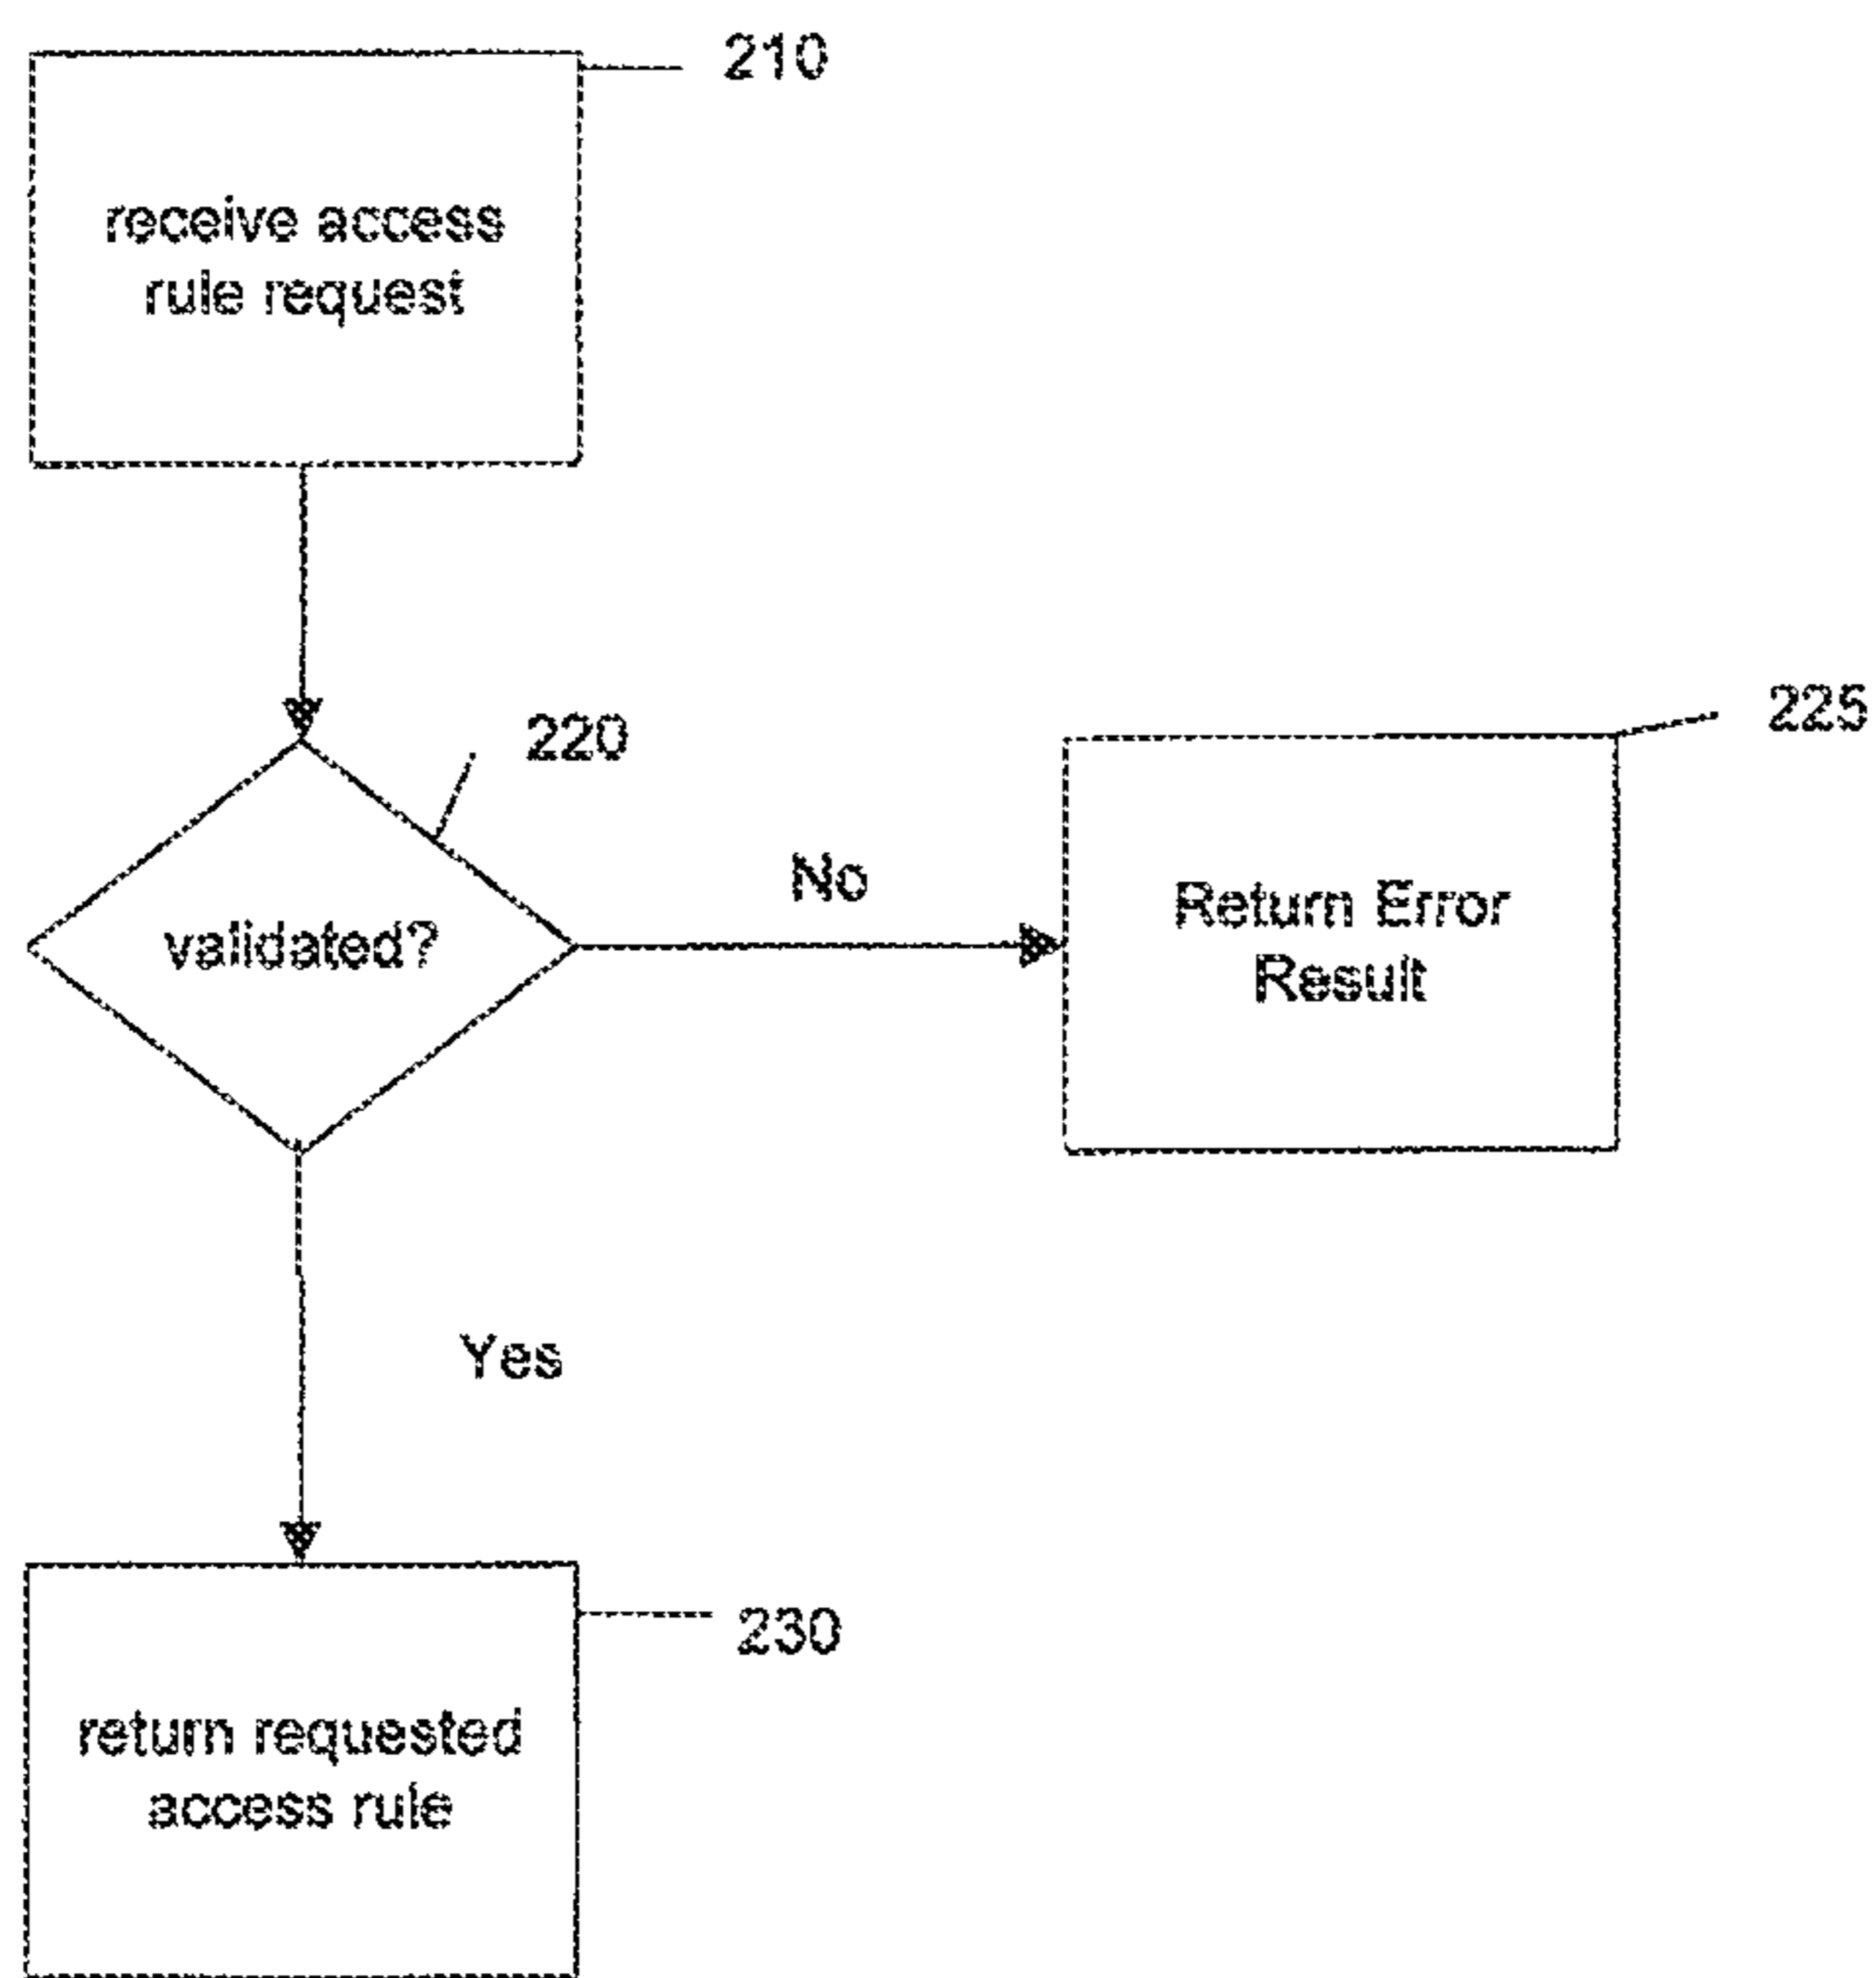 210
receive access
rule request
220
225
validated?
No
Return Error
Result
Yes
230
return requested
access rule